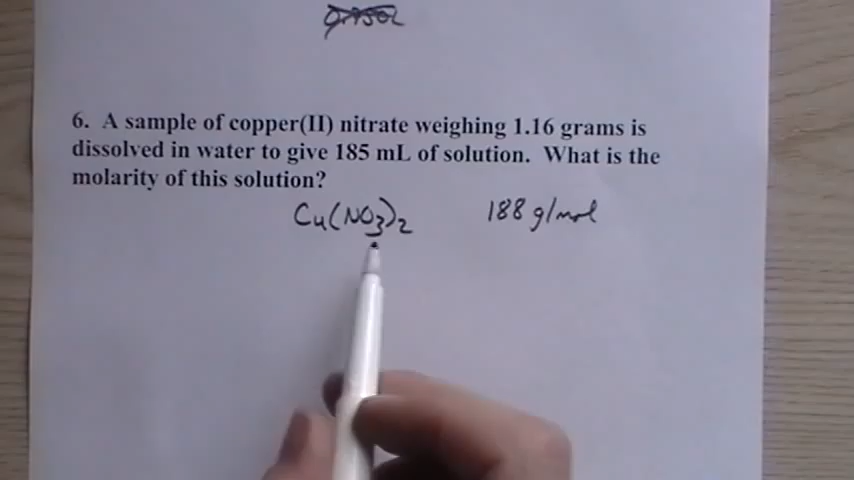 6. A sample of copper(II) nitrate weighing 1.16 grams is
dissolved in water to give 185 mL of solution. What is the
molarity of this solution?
Cu(NO3)2 188 g/mol